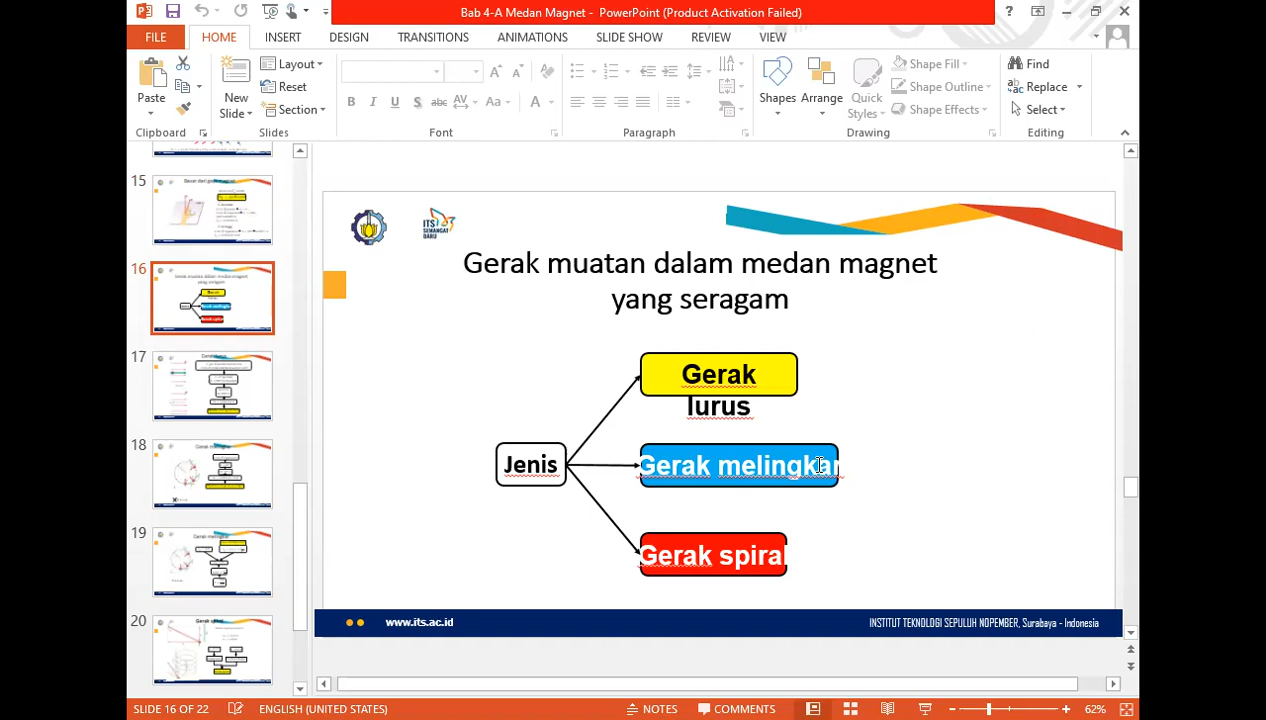 Bab 4-A Medan Magnet - PowerPoint (Product Activation Failed)
FILE HOME INSERT DESIGN TRANSITIONS ANIMATIONS SLIDE SHOW REVIEW VIEW
Paste
New Slide
Layout
Reset
Section
Shapes
Arrange
Quick Styles
Shape Fill
Shape Outline
Shape Effects
Find
Replace
Select
Clipboard Slides Font Paragraph Drawing Editing
15
16
17
18
19
20
ITS
SEMANGAT
BARU
Gerak muatan dalam medan magnet
yang seragam
Gerak
lurus
Jenis
Gerak melingkar
Gerak spiral
www.its.ac.id
INSTITUT TEKNOLOGI SEPULUH NOPEMBER, Surabaya - Indonesia
SLIDE 16 OF 22 ENGLISH (UNITED STATES) NOTES COMMENTS 62%